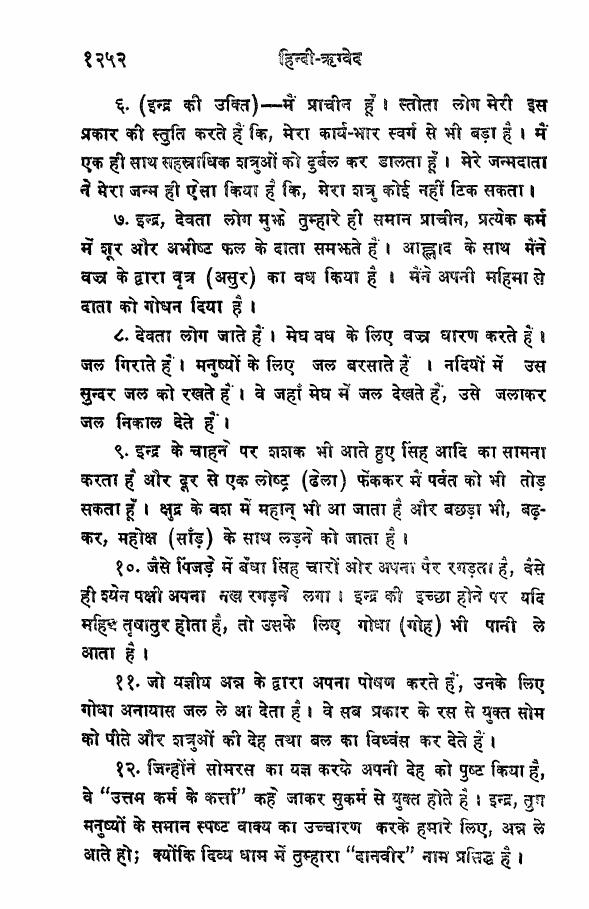 १२५२ हिन्दी-ऋग्वेद
६. (इन्द्र की उक्ति)—मैं प्राचीन हूँ। स्तोता लोग मेरी इस
प्रकार की स्तुति करते हैं कि, मेरा कार्य-भार स्वर्ग से भी बड़ा है। मैं
एक ही साथ सहस्राधिक शत्रुओं को दुर्बल कर डालता हूँ। मेरे जन्मदाता
ने मेरा जन्म ही ऐसा किया है कि, मेरा शत्रु कोई नहीं टिक सकता।
७. इन्द्र, देवता लोग मुझे तुम्हारे ही समान प्राचीन, प्रत्येक कर्म
में शूर और अभीष्ट फल के दाता समझते हैं। आह्लाद के साथ मैंने
वज्र के द्वारा वृत्र (असुर) का वध किया है। मैंने अपनी महिमा से
दाता को गोधन दिया है।
८. देवता लोग जाते हैं। मेघ वध के लिए वज्र धारण करते हैं।
जल गिराते हैं। मनुष्यों के लिए जल बरसाते हैं । नदियों में उस
सुन्दर जल को रखते हैं। वे जहाँ मेघ में जल देखते हैं, उसे जलाकर
जल निकाल देते हैं।
९. इन्द्र के चाहने पर शशक भी आते हुए सिंह आदि का सामना
करता है और दूर से एक लोष्ट्र (ढेला) फेंककर मैं पर्वत को भी तोड़
सकता हूँ। क्षुद्र के वश में महान् भी आ जाता है और बछड़ा भी, बढ़-
कर, महोक्ष (साँड़) के साथ लड़ने को जाता है।
१०. जैसे पिंजड़े में बँधा सिंह चारों ओर अपना पैर रगड़ता है, वैसे
ही श्येन पक्षी अपना नख रगड़ने लगा। इन्द्र की इच्छा होने पर यदि
महिष तृषातुर होता है, तो उसके लिए गोधा (गोह) भी पानी ले
आता है।
११. जो यज्ञीय अन्न के द्वारा अपना पोषण करते हैं, उनके लिए
गोधा अनायास जल ले आ देता है। वे सब प्रकार के रस से युक्त सोम
को पीते और शत्रुओं की देह तथा बल का विध्वंस कर देते हैं।
१२. जिन्होंने सोमरस का यज्ञ करके अपनी देह को पुष्ट किया है,
वे "उत्तम कर्म के कर्त्ता" कहे जाकर सुकर्म से युक्त होते है। इन्द्र, तुम
मनुष्यों के समान स्पष्ट वाक्य का उच्चारण करके हमारे लिए, अन्न ले
आते हो; क्योंकि दिव्य धाम में तुम्हारा "दानवीर" नाम प्रसिद्ध है।